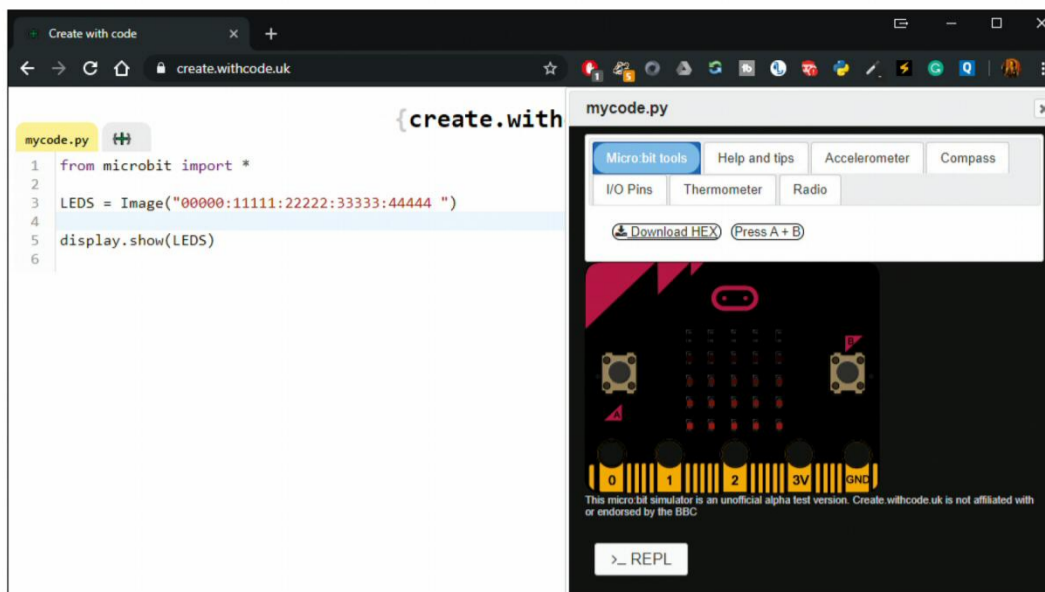 Create with code
create.withcode.uk
1
5
Q
{create.with
mycode.py
1 from microbit import *
2
3 LEDS = Image("00000:11111:22222:33333:44444 ")
4
5 display.show(LEDS)
6
mycode.py
Micro:bit tools Help and tips Accelerometer Compass
I/O Pins Thermometer Radio
Download HEX (Press A + B)
B
A
0 1 2 3V GND
This micro:bit simulator is an unofficial alpha test version. Create.withcode.uk is not affiliated with
or endorsed by the BBC
>_ REPL